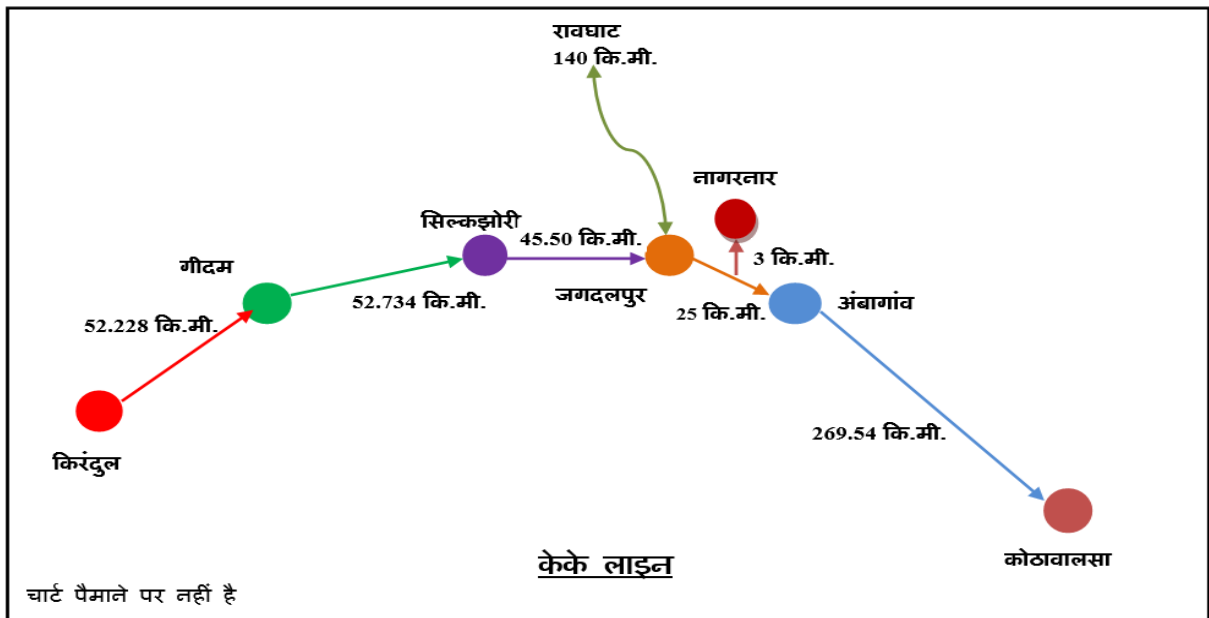 रावघाट
140 कि.मी.
नागरनार
सिल्कझोरी
45.50 कि.मी.
3 कि.मी.
गीदम
जगदलपुर
52.734 कि.मी.
25 कि.मी.
अंबागांव
52.228 कि.मी.
269.54 कि.मी.
किरंदुल
केके लाइन
कोठावालसा
चार्ट पैमाने पर नहीं है